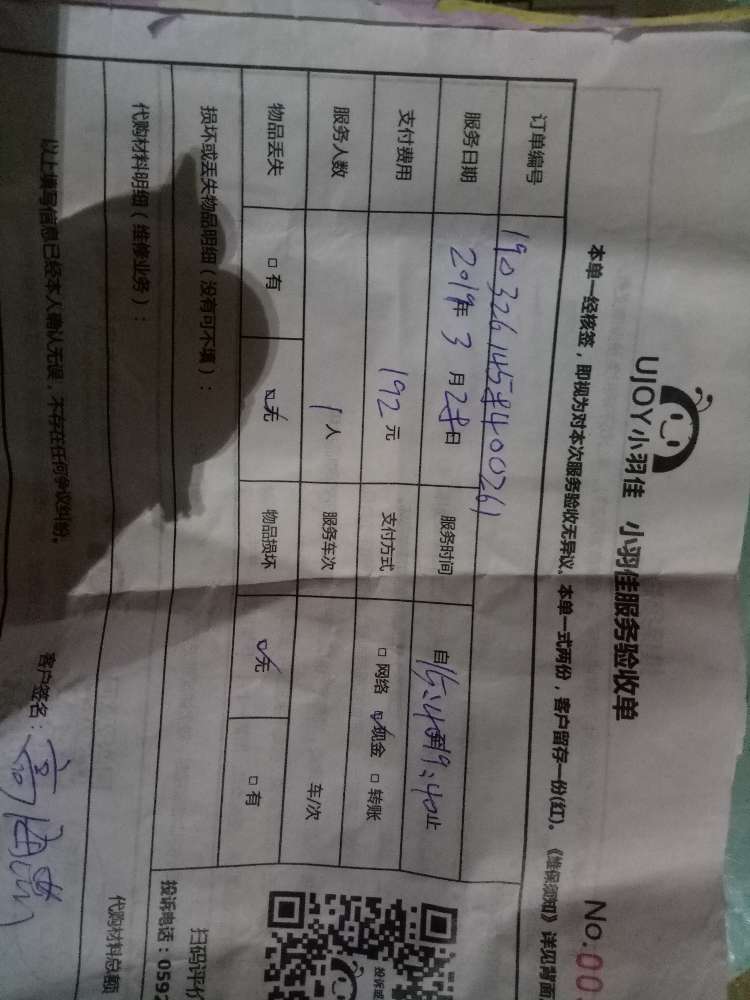 UJOY小羽佳 小羽佳服务验收单
No.00
本单一经核签，即视为对本次服务验收无异议。本单一式两份，客户留存一份(红)。《维保须知》详见背面
订单编号
服务日期 2019年 3月28日 服务时间 自15:40至19:40止
支付费用 192元 支付方式 □网络 ☑现金 □转账
服务人数 1人 服务车次 车/次
物品丢失 □有 ☑无 物品损坏 ☑无 □有
损坏或丢失物品明细（没有可不填）：
代购材料明细（维修业务）：
代购材料总额
以上填写信息已经本人确认无误，不存在任何争议纠纷。
客户签名：
扫码评价
投诉电话：0592